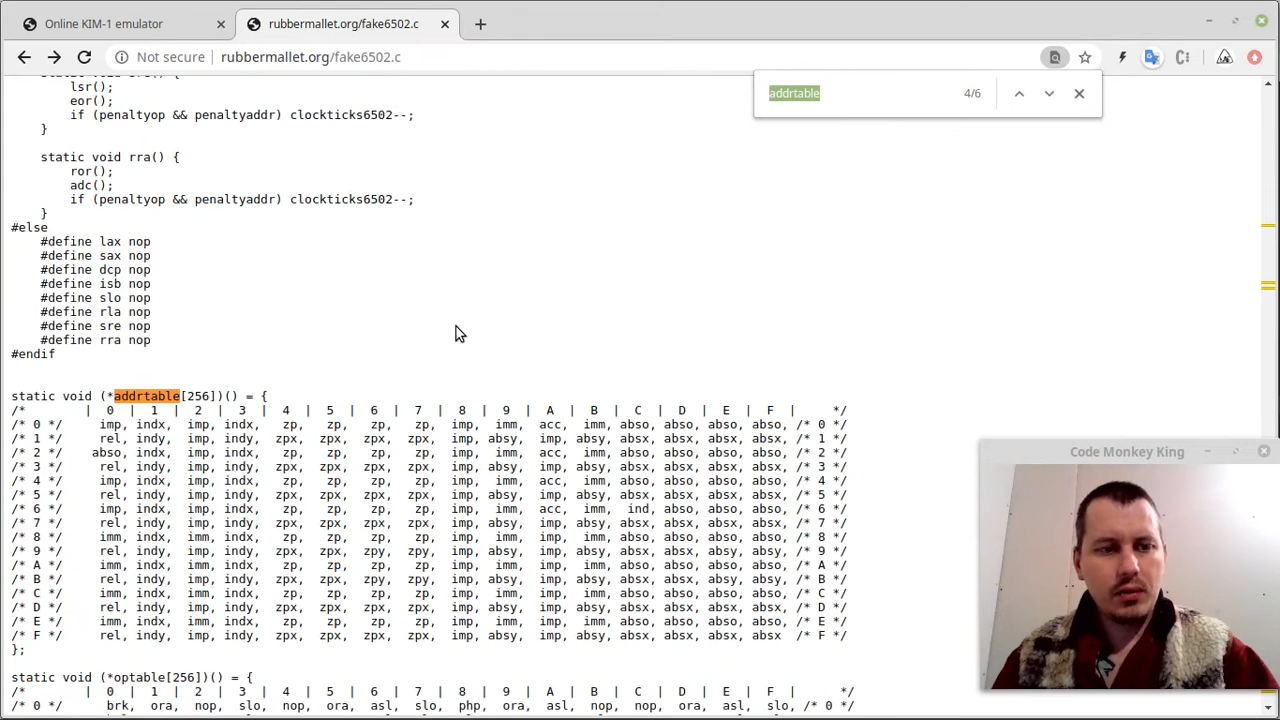 Online KIM-1 emulator
rubbermallet.org/fake6502.c
Not secure
rubbermallet.org/fake6502.c
addrtable
4/6
lsr();
eor();
if (penaltyop && penaltyaddr) clockticks6502--;
}
static void rra() {
ror();
adc();
if (penaltyop && penaltyaddr) clockticks6502--;
}
#else
#define lax nop
#define sax nop
#define dcp nop
#define isb nop
#define slo nop
#define rla nop
#define sre nop
#define rra nop
#endif
static void (*addrtable[256])() = {
/* | 0 | 1 | 2 | 3 | 4 | 5 | 6 | 7 | 8 | 9 | A | B | C | D | E | F | */
/* 0 */ imp, indx, imp, indx, zp, zp, zp, zp, imp, imm, acc, imm, abso, abso, abso, abso, /* 0 */
/* 1 */ rel, indy, imp, indy, zpx, zpx, zpx, zpx, imp, absy, imp, absy, absx, absx, absx, absx, /* 1 */
/* 2 */ abso, indx, imp, indx, zp, zp, zp, zp, imp, imm, acc, imm, abso, abso, abso, abso, /* 2 */
/* 3 */ rel, indy, imp, indy, zpx, zpx, zpx, zpx, imp, absy, imp, absy, absx, absx, absx, absx, /* 3 */
/* 4 */ imp, indx, imp, indx, zp, zp, zp, zp, imp, imm, acc, imm, abso, abso, abso, abso, /* 4 */
/* 5 */ rel, indy, imp, indy, zpx, zpx, zpx, zpx, imp, absy, imp, absy, absx, absx, absx, absx, /* 5 */
/* 6 */ imp, indx, imp, indx, zp, zp, zp, zp, imp, imm, acc, imm, ind, abso, abso, abso, /* 6 */
/* 7 */ rel, indy, imp, indy, zpx, zpx, zpx, zpx, imp, absy, imp, absy, absx, absx, absx, absx, /* 7 */
/* 8 */ imm, indx, imm, indx, zp, zp, zp, zp, imp, imm, imp, imm, abso, abso, abso, abso, /* 8 */
/* 9 */ rel, indy, imp, indy, zpx, zpx, zpy, zpy, imp, absy, imp, absy, absx, absx, absy, absy, /* 9 */
/* A */ imm, indx, imm, indx, zp, zp, zp, zp, imp, imm, imp, imm, abso, abso, abso, abso, /* A */
/* B */ rel, indy, imp, indy, zpx, zpx, zpy, zpy, imp, absy, imp, absy, absx, absx, absy, absy, /* B */
/* C */ imm, indx, imm, indx, zp, zp, zp, zp, imp, imm, imp, imm, abso, abso, abso, abso, /* C */
/* D */ rel, indy, imp, indy, zpx, zpx, zpx, zpx, imp, absy, imp, absy, absx, absx, absx, absx, /* D */
/* E */ imm, indx, imm, indx, zp, zp, zp, zp, imp, imm, imp, imm, abso, abso, abso, abso, /* E */
/* F */ rel, indy, imp, indy, zpx, zpx, zpx, zpx, imp, absy, imp, absy, absx, absx, absx, absx /* F */
};
static void (*optable[256])() = {
/* | 0 | 1 | 2 | 3 | 4 | 5 | 6 | 7 | 8 | 9 | A | B | C | D | E | F | */
/* 0 */ brk, ora, nop, slo, nop, ora, asl, slo, php, ora, asl, nop, nop, ora, asl, slo, /* 0 */
Code Monkey King